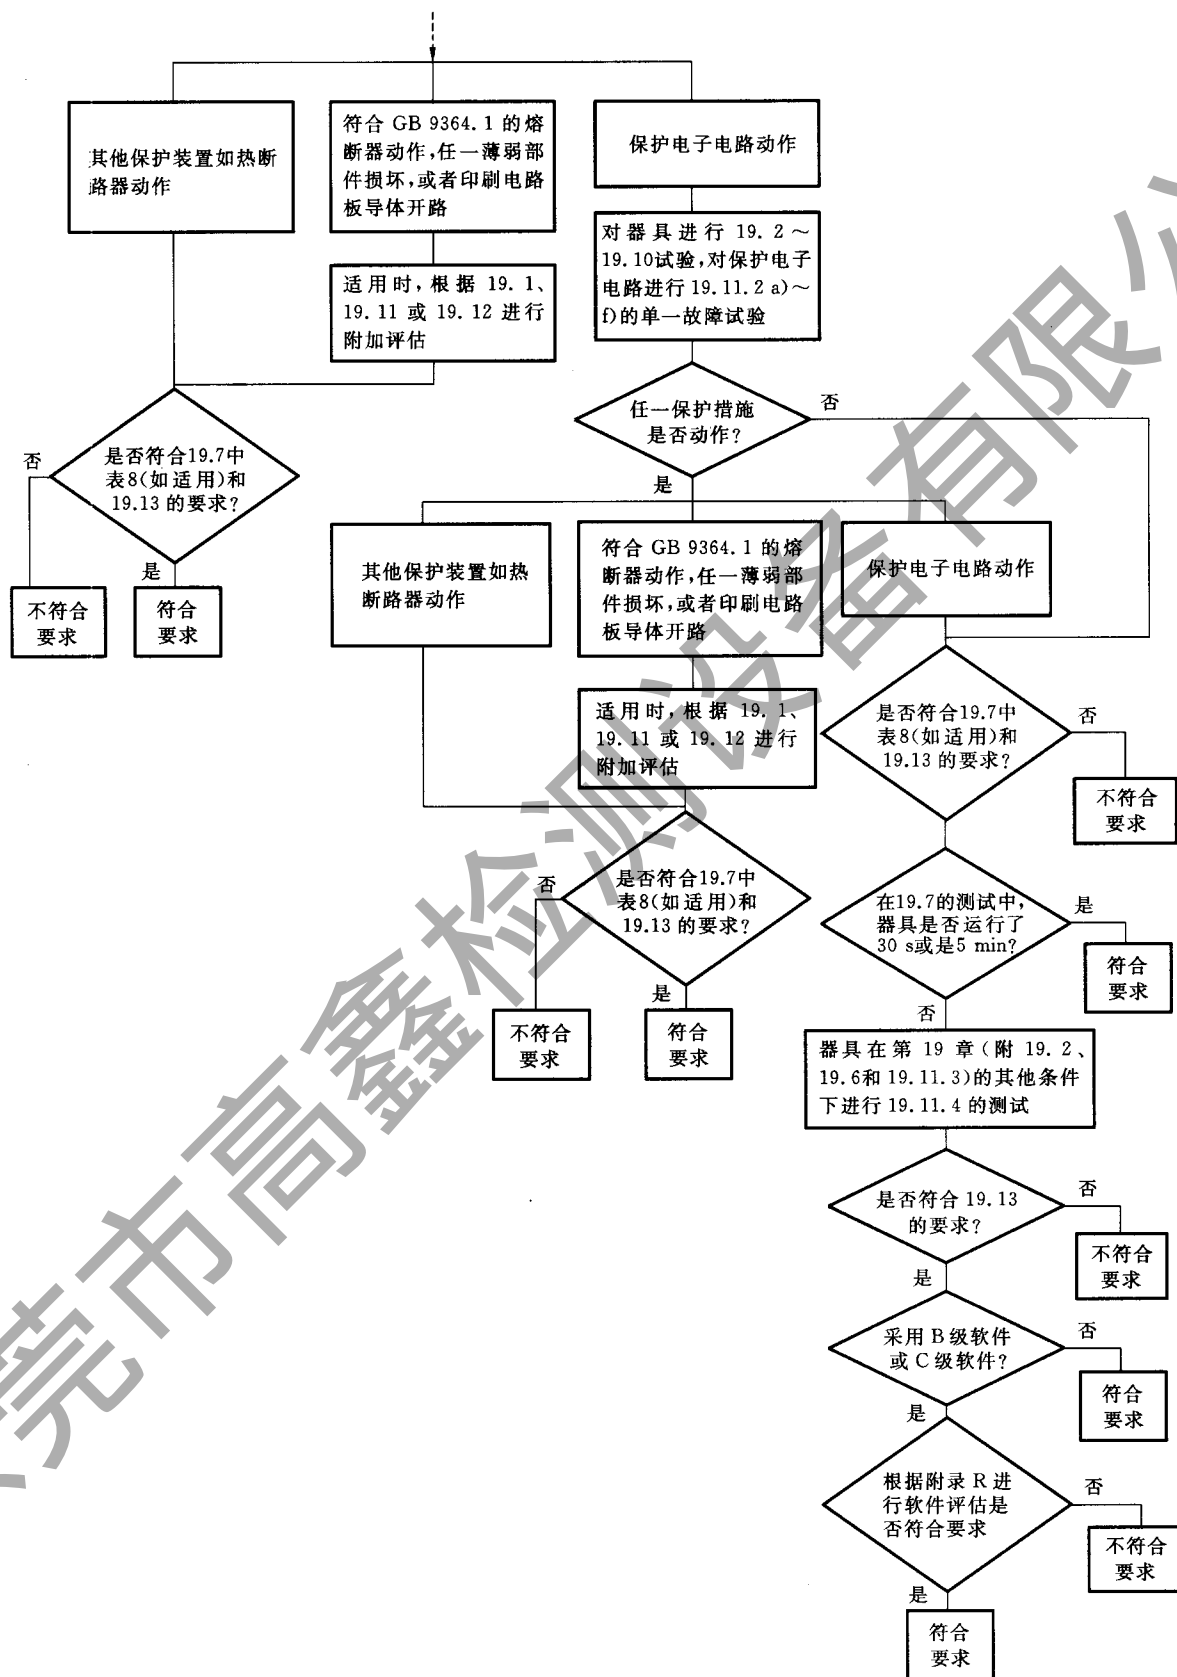 其他保护装置如热断
路器动作
符合 GB 9364.1 的熔
断器动作,任一薄弱部
件损坏,或者印刷电路
板导体开路
保护电子电路动作
适用时,根据 19.1、
19.11 或 19.12 进行
附加评估
对器具进行 19.2～
19.10试验,对保护电子
电路进行19.11.2 a)～
f)的单一故障试验
任一保护措施
是否动作?
否
是
是否符合19.7中
表8(如适用)和
19.13 的要求?
否
是
不符合
要求
符合
要求
其他保护装置如热
断路器动作
符合 GB 9364.1 的熔
断器动作,任一薄弱部
件损坏,或者印刷电路
板导体开路
保护电子电路动作
适用时,根据 19.1、
19.11 或 19.12 进行
附加评估
是否符合19.7中
表8(如适用)和
19.13 的要求?
否
不符合
要求
是否符合19.7中
表8(如适用)和
19.13 的要求?
否
是
不符合
要求
符合
要求
在19.7的测试中,
器具是否运行了
30 s或是5 min?
是
符合
要求
否
器具在第 19 章(附 19.2、
19.6和 19.11.3)的其他条件
下进行 19.11.4 的测试
是否符合 19.13
的要求?
否
不符合
要求
是
采用 B 级软件
或 C 级软件?
否
符合
要求
是
根据附录 R 进
行软件评估是
否符合要求
否
不符合
要求
是
符合
要求
莞市高鑫检测设备有限公